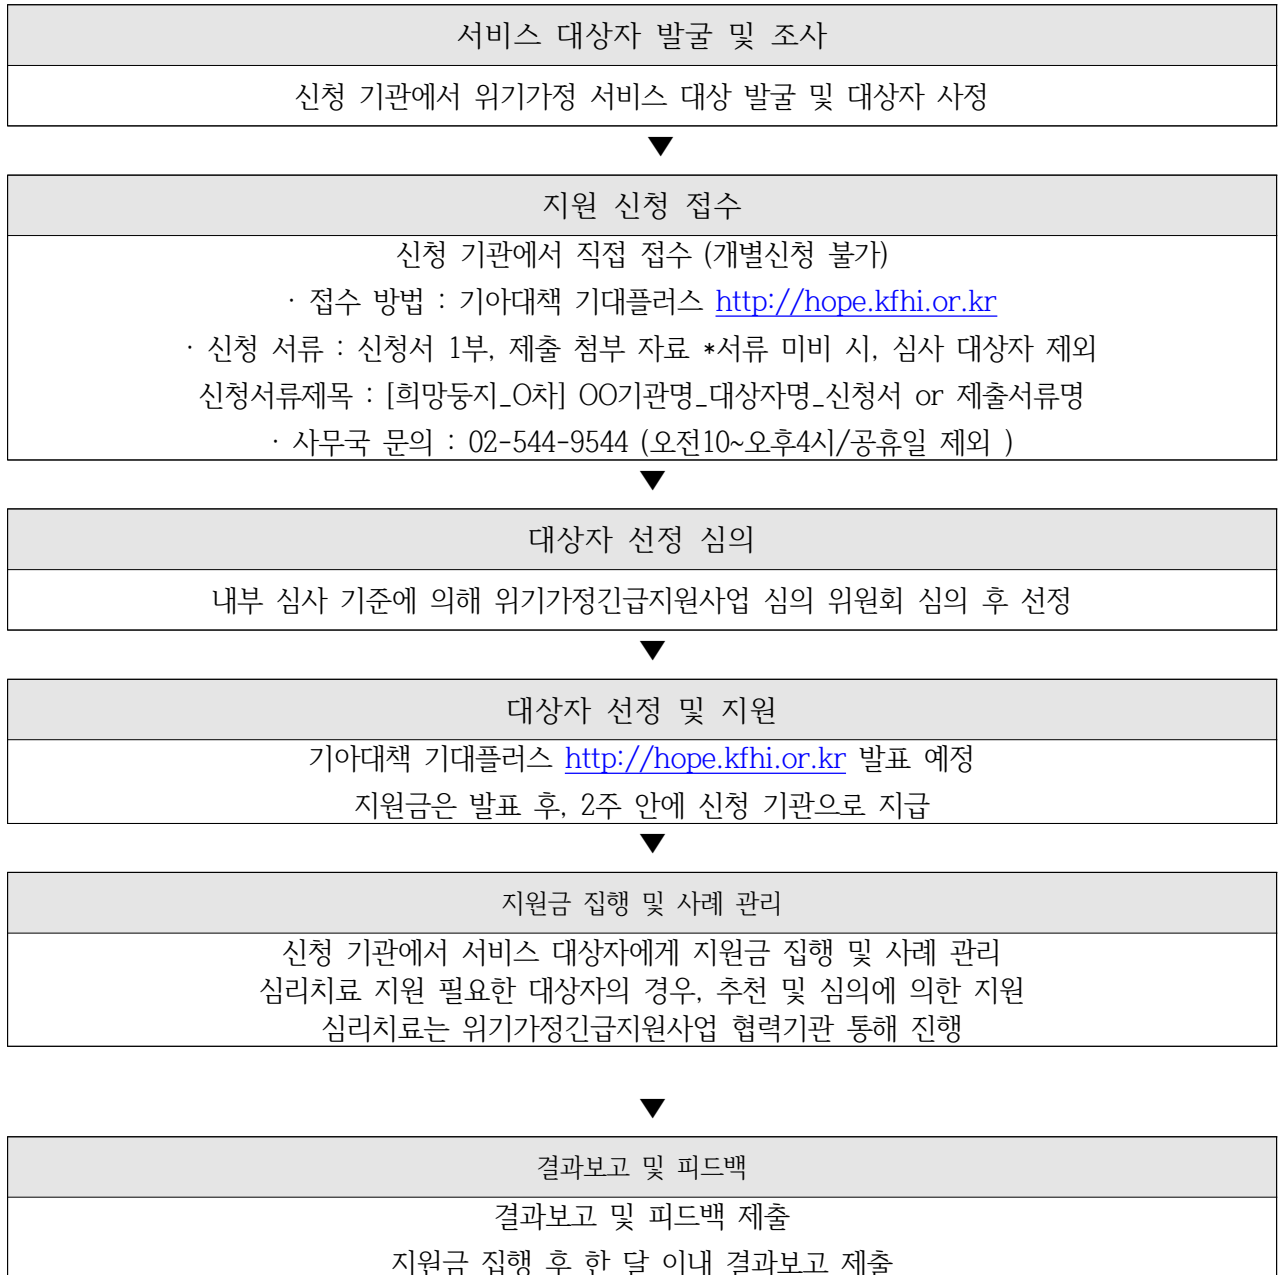 서비스 대상자 발굴 및 조사
신청 기관에서 위기가정 서비스 대상 발굴 및 대상자 사정
▼
지원 신청 접수
신청 기관에서 직접 접수 (개별신청 불가)
· 접수 방법 : 기아대책 기대플러스 http://hope.kfhi.or.kr
· 신청 서류 : 신청서 1부, 제출 첨부 자료 *서류 미비 시, 심사 대상자 제외
신청서류제목 : [희망둥지_O차] OO기관명_대상자명_신청서 or 제출서류명
· 사무국 문의 : 02-544-9544 (오전10~오후4시/공휴일 제외 )
▼
대상자 선정 심의
내부 심사 기준에 의해 위기가정긴급지원사업 심의 위원회 심의 후 선정
▼
대상자 선정 및 지원
기아대책 기대플러스 http://hope.kfhi.or.kr 발표 예정
지원금은 발표 후, 2주 안에 신청 기관으로 지급
▼
지원금 집행 및 사례 관리
신청 기관에서 서비스 대상자에게 지원금 집행 및 사례 관리
심리치료 지원 필요한 대상자의 경우, 추천 및 심의에 의한 지원
심리치료는 위기가정긴급지원사업 협력기관 통해 진행
▼
결과보고 및 피드백
결과보고 및 피드백 제출
지원금 집행 후 한 달 이내 결과보고 제출